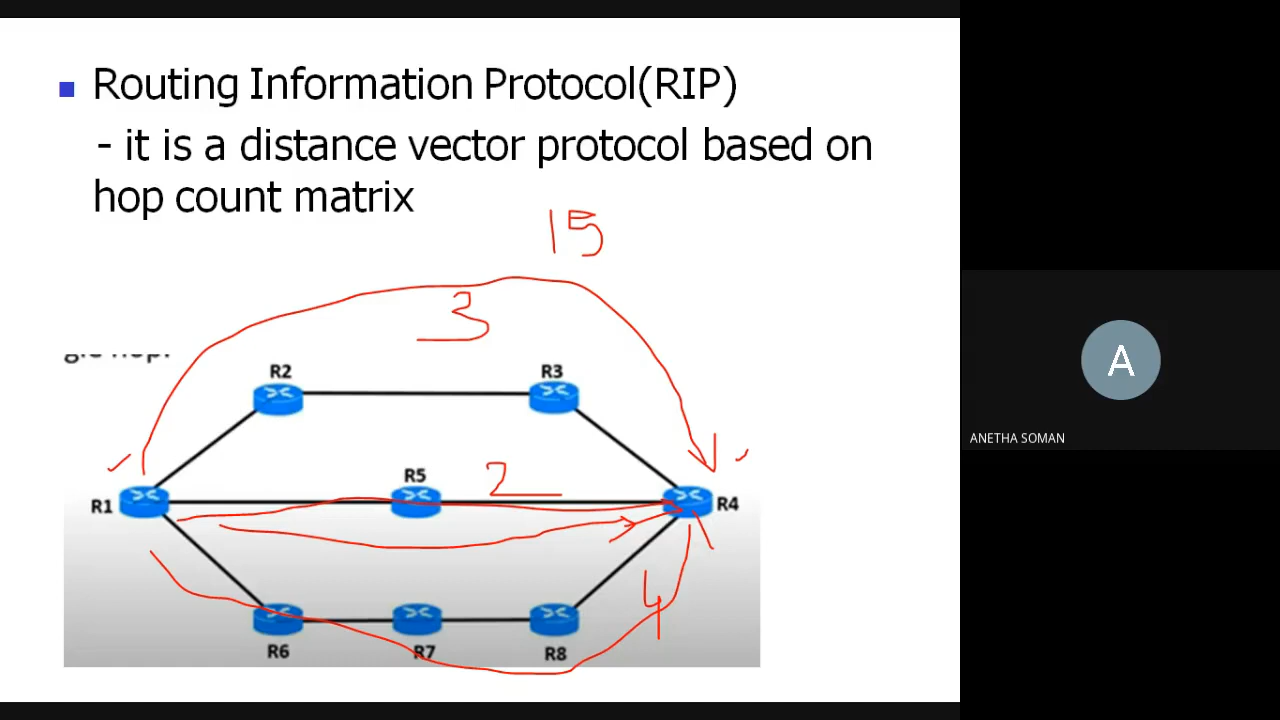 Routing Information Protocol(RIP)
- it is a distance vector protocol based on
hop count matrix
15
3
R2
R3
R5
2
R1
R4
A
ANETHA SOMAN
4
R6
R7
R8